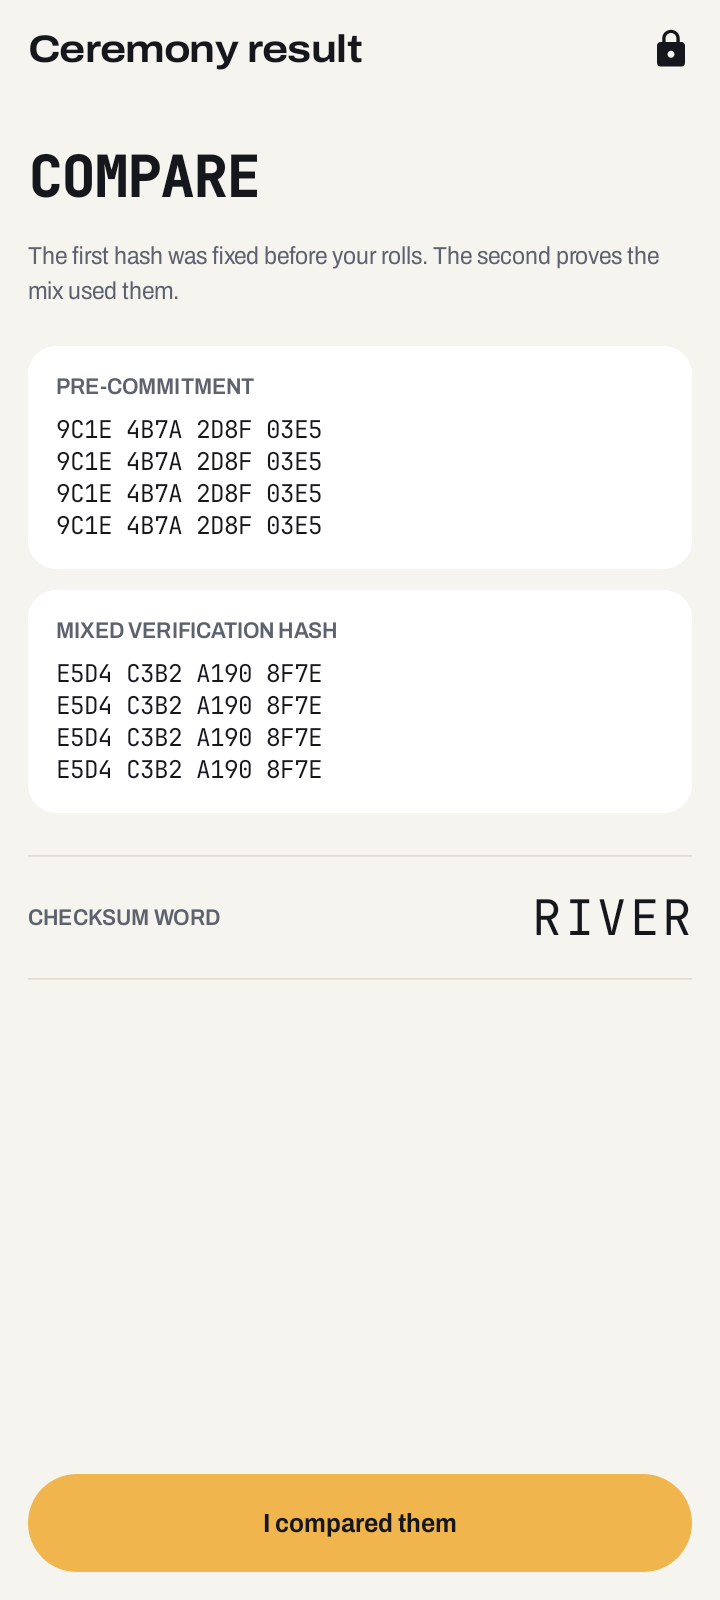 Ceremony result
COMPARE
The first hash was fixed before your rolls. The second proves the
mix used them.
PRE-COMMITMENT
9C1E 4B7A 2D8F 03E5
9C1E 4B7A 2D8F 03E5
9C1E 4B7A 2D8F 03E5
9C1E 4B7A 2D8F 03E5
MIXED VERIFICATION HASH
E5D4 C3B2 A190 8F7E
E5D4 C3B2 A190 8F7E
E5D4 C3B2 A190 8F7E
E5D4 C3B2 A190 8F7E
CHECKSUM WORD
RIVER
I compared them